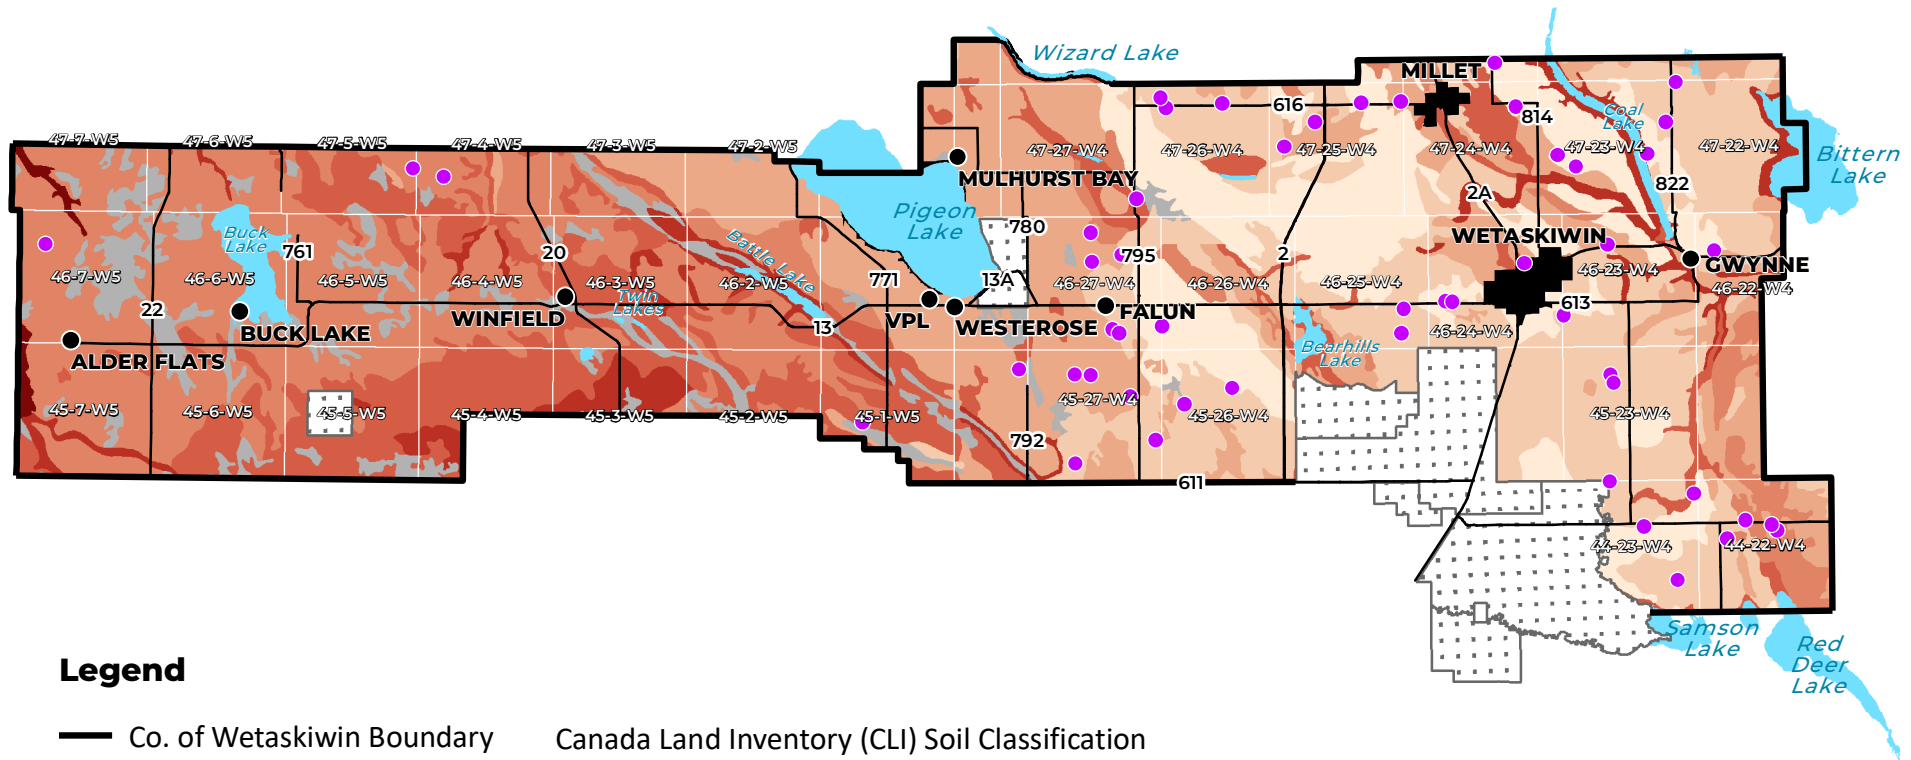 Wizard Lake
MILLET
616
814
Coal
Lake
47-7-W5
47-6-W5
47-5-W5
47-4-W5
47-3-W5
47-2-W5
47-27-W4
47-26-W4
47-25-W4
47-24-W4
47-23-W4
47-22-W4
Bittern
Lake
MULHURST BAY
822
2A
Pigeon
Lake
780
WETASKIWIN
Buck
Lake
761
20
Battle Lake
795
2
GWYNNE
46-7-W5
46-6-W5
46-5-W5
46-4-W5
46-3-W5
46-2-W5
771
13A
46-27-W4
46-26-W4
46-25-W4
46-23-W4
46-22-W4
Twin
Lakes
22
BUCK LAKE
WINFIELD
13
VPL
WESTEROSE
FALUN
613
46-24-W4
Bearhills
Lake
ALDER FLATS
45-7-W5
45-6-W5
45-5-W5
45-4-W5
45-3-W5
45-2-W5
45-1-W5
45-27-W4
45-26-W4
45-23-W4
792
611
44-23-W4
44-22-W4
Samson
Lake
Red
Deer
Lake
Legend
Co. of Wetaskiwin Boundary
Canada Land Inventory (CLI) Soil Classification